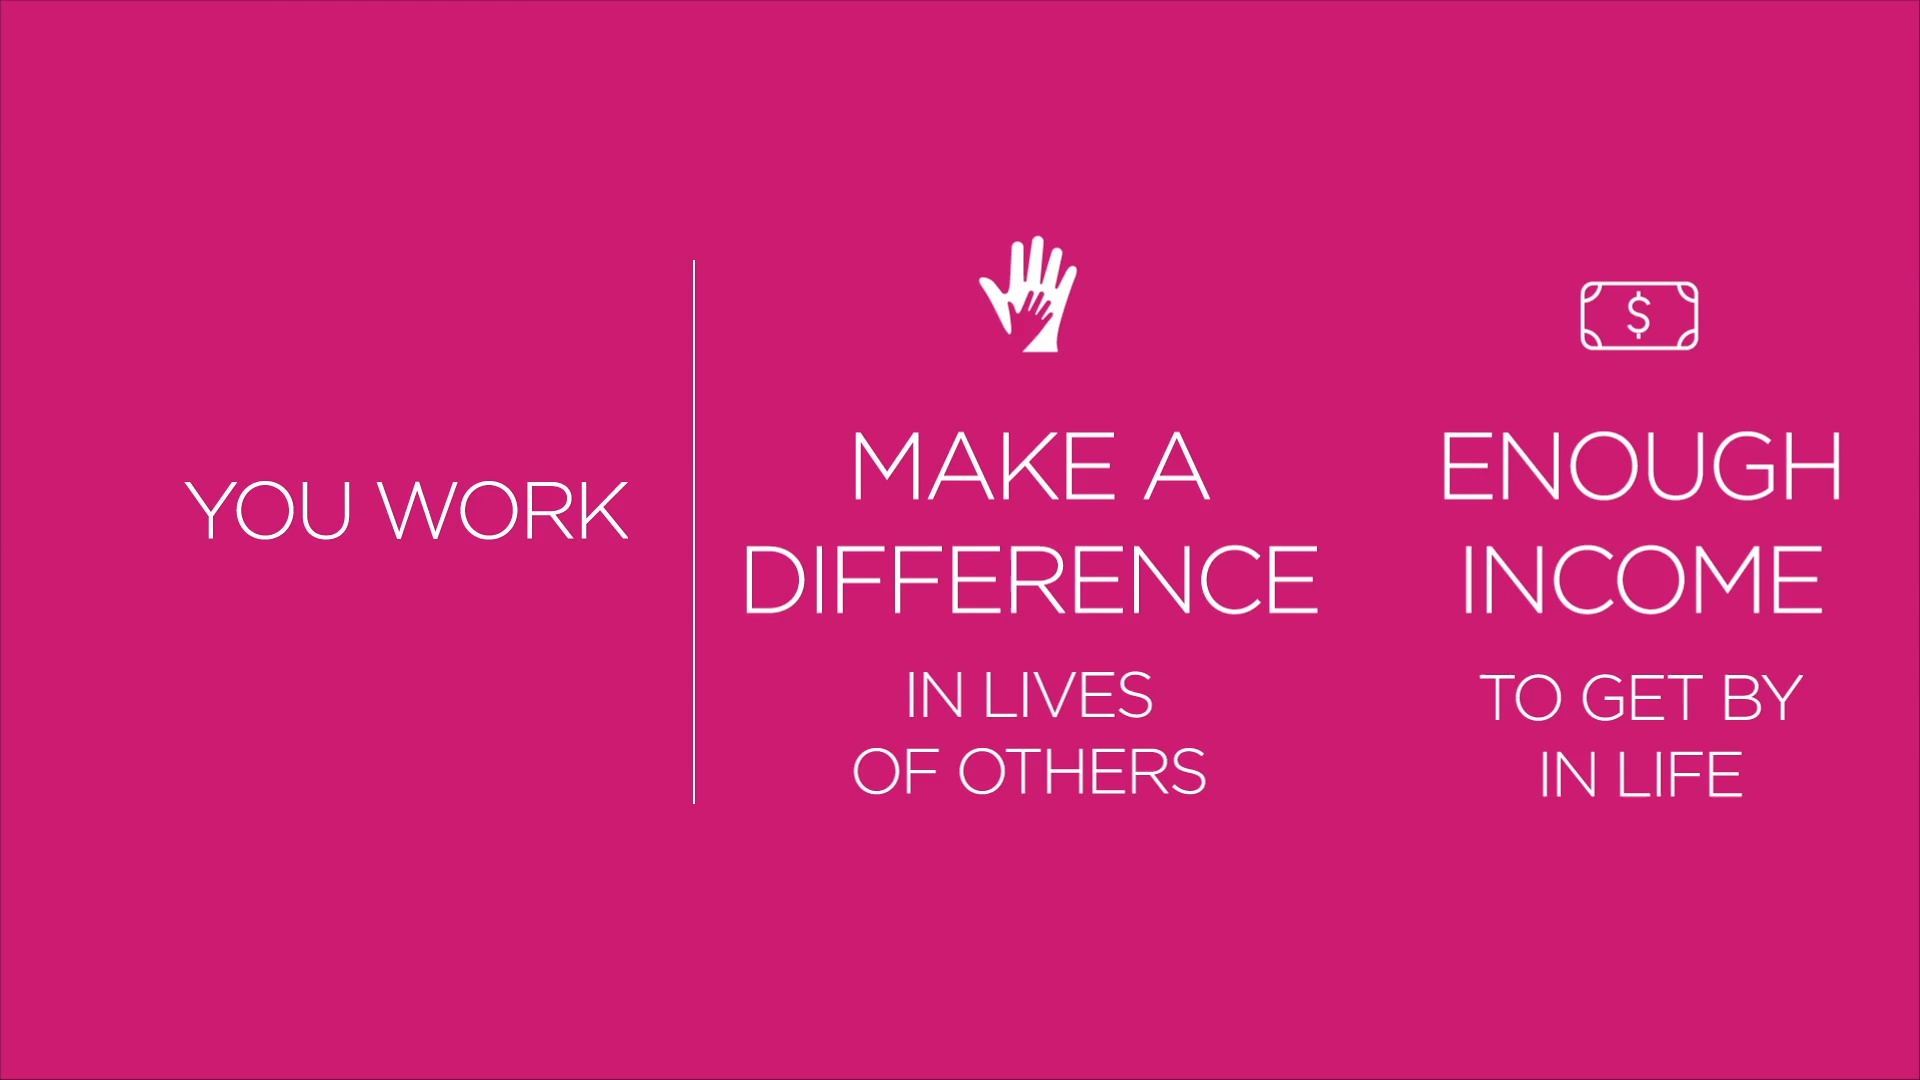 YOU WORK
MAKE A
DIFFERENCE
IN LIVES
OF OTHERS
$
ENOUGH
INCOME
TO GET BY
IN LIFE